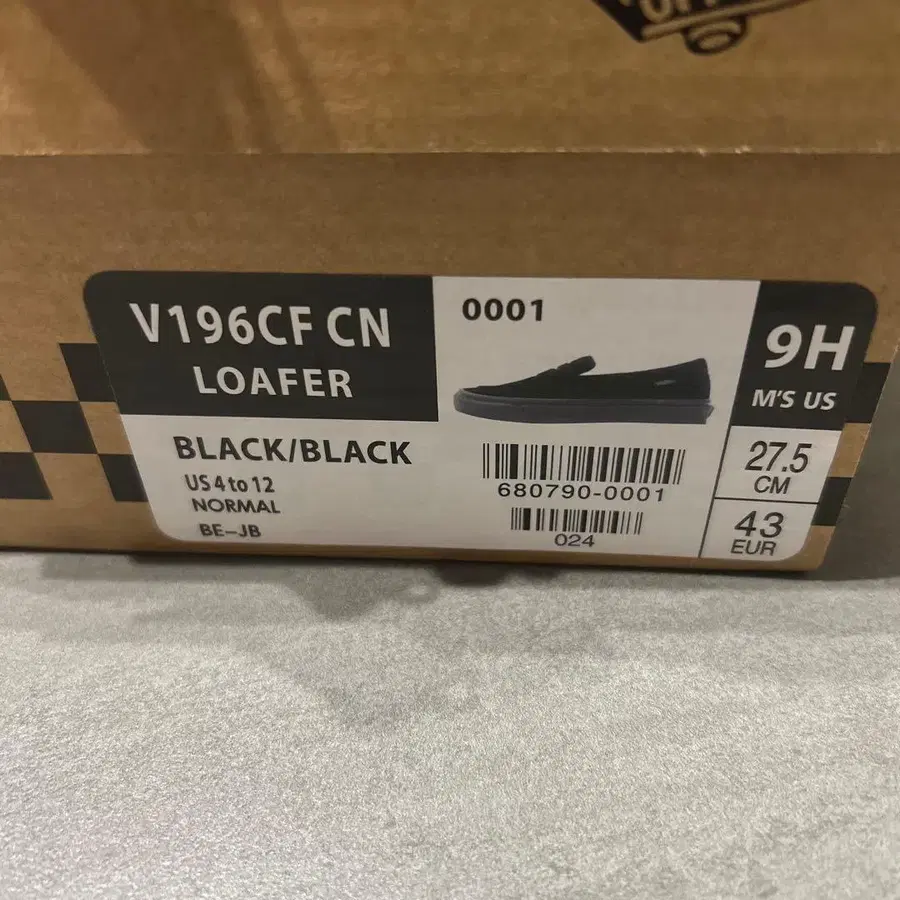 V196CF CN
LOAFER
0001
9H
M'S US
BLACK/BLACK
US 4 to 12
NORMAL
BE-JB
680790-0001
024
27.5
CM
43
EUR